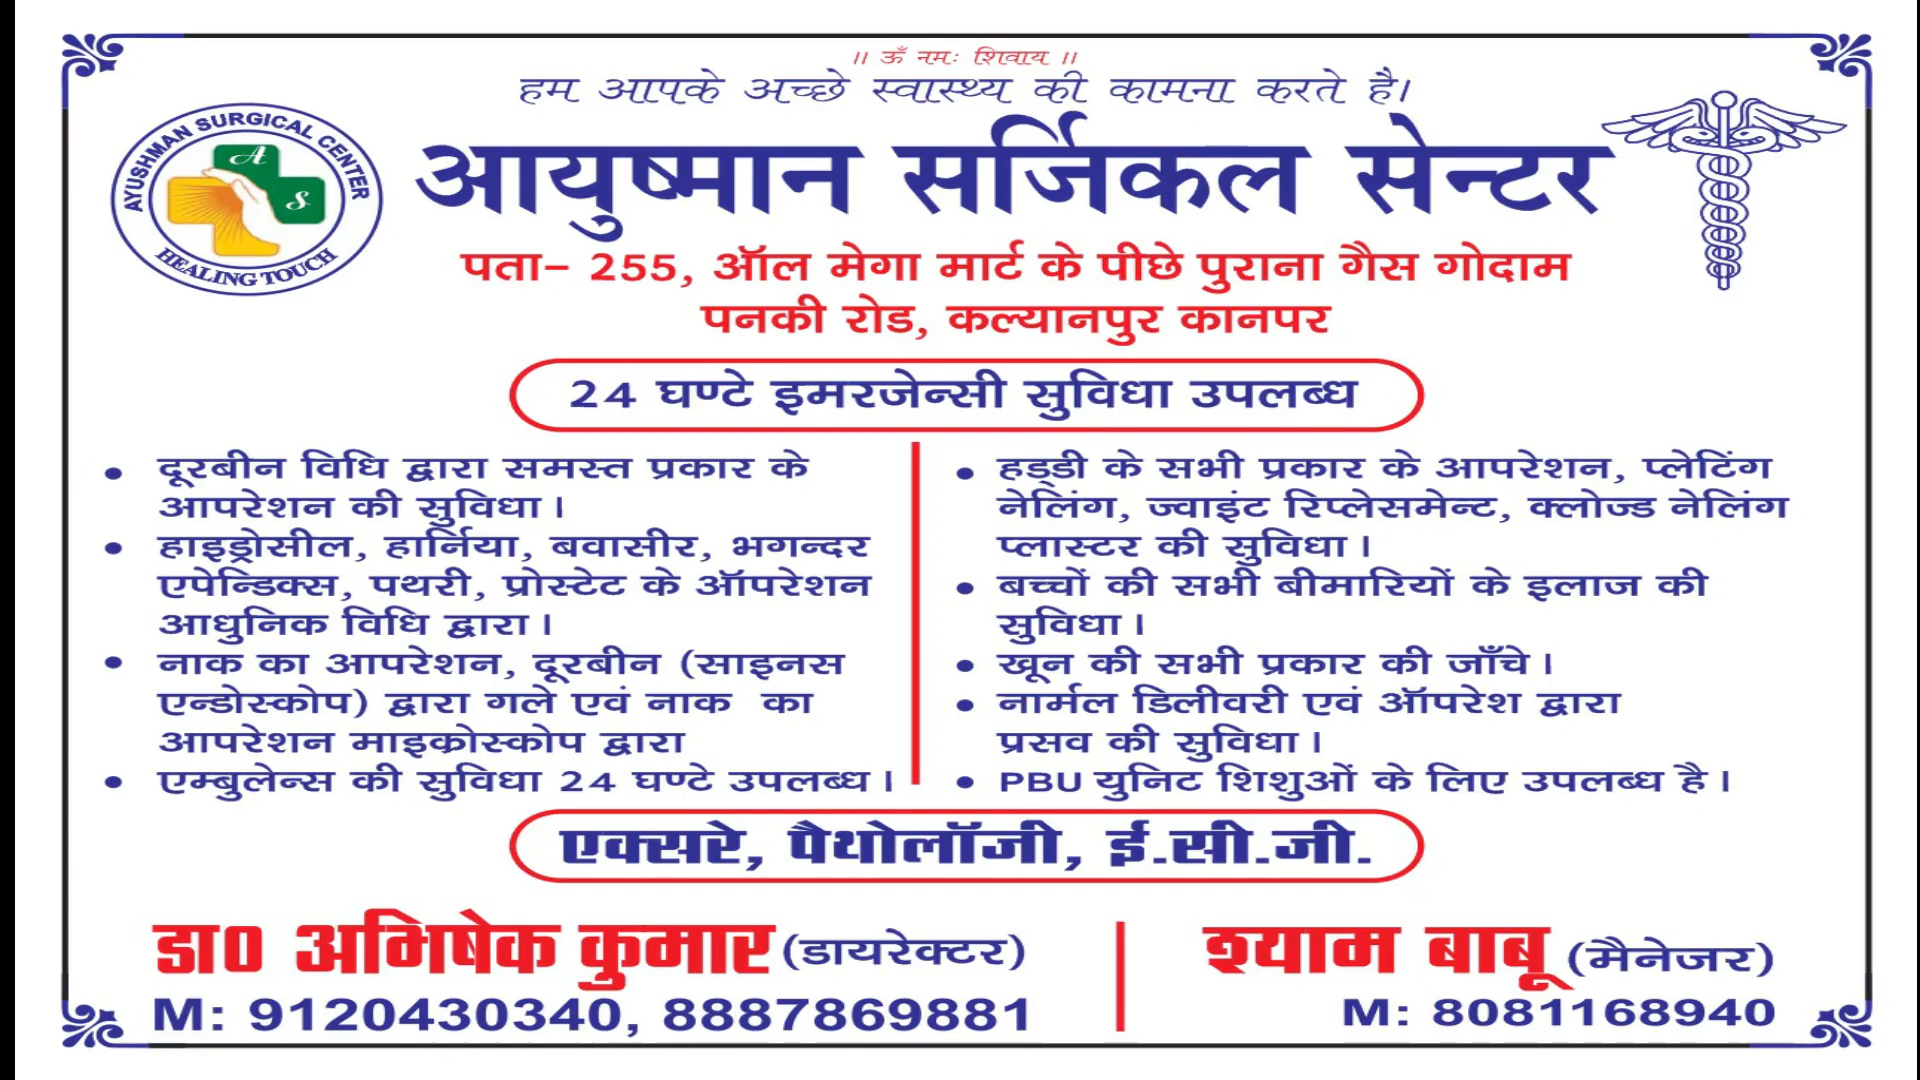 ॥ ऊँ नमः शिवाय ॥
हम आपके अच्छे स्वास्थ्य की कामना करते है।
AYUSHMAN SURGICAL CENTER
A
S
HEALING TOUCH
आयुष्मान सर्जिकल सेन्टर
पता– 255, ऑल मेगा मार्ट के पीछे पुराना गैस गोदाम
पनकी रोड, कल्यानपुर कानपर
24 घण्टे इमरजेन्सी सुविधा उपलब्ध
• दूरबीन विधि द्वारा समस्त प्रकार के
आपरेशन की सुविधा।
• हाइड्रोसील, हार्निया, बवासीर, भगन्दर
एपेन्डिक्स, पथरी, प्रोस्टेट के ऑपरेशन
आधुनिक विधि द्वारा।
• नाक का आपरेशन, दूरबीन (साइनस
एन्डोस्कोप) द्वारा गले एवं नाक का
आपरेशन माइक्रोस्कोप द्वारा
• एम्बुलेन्स की सुविधा 24 घण्टे उपलब्ध।
• हड्डी के सभी प्रकार के आपरेशन, प्लेटिंग
नेलिंग, ज्वाइंट रिप्लेसमेन्ट, क्लोज्ड नेलिंग
प्लास्टर की सुविधा।
• बच्चों की सभी बीमारियों के इलाज की
सुविधा।
• खून की सभी प्रकार की जाँचे।
• नार्मल डिलीवरी एवं ऑपरेश द्वारा
प्रसव की सुविधा।
• PBU युनिट शिशुओं के लिए उपलब्ध है।
एक्सरे, पैथोलॉजी, ई.सी.जी.
डा० अभिषेक कुमार (डायरेक्टर)
M: 9120430340, 8887869881
श्याम बाबू (मैनेजर)
M: 8081168940